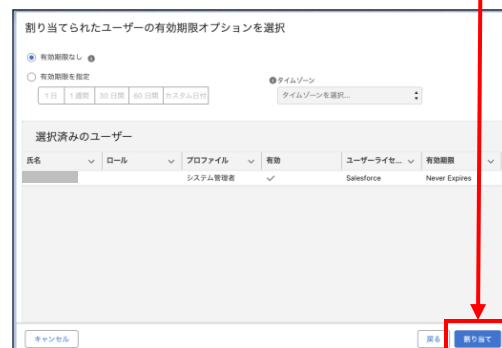 割り当てられたユーザーの有効期限オプションを選択
有効期限なし
有効期限を指定
タイムゾーン
1日 1週間 30日間 60日間 カスタム日付
タイムゾーンを選択...
選択済みのユーザー
氏名 ロール プロファイル 有効 ユーザーライセ... 有効期限
システム管理者 Salesforce Never Expires
キャンセル 戻る 割り当て